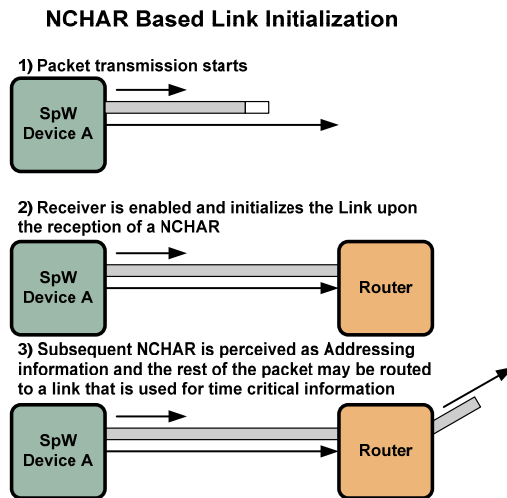 NCHAR Based Link Initialization
1) Packet transmission starts
SpW
Device A
2) Receiver is enabled and initializes the Link upon
the reception of a NCHAR
SpW
Device A
Router
3) Subsequent NCHAR is perceived as Addressing
information and the rest of the packet may be routed
to a link that is used for time critical information
SpW
Device A
Router